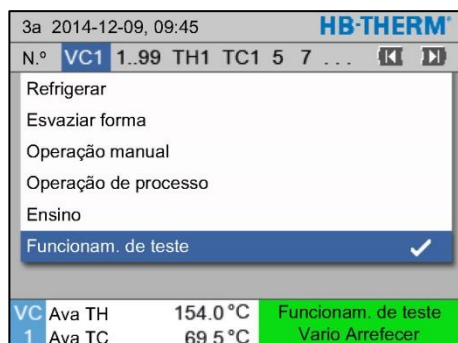 3a 2014-12-09, 09:45 HB-THERM®
N.º VC1 1..99 TH1 TC1 5 7 ...
Refrigerar
Esvaziar forma
Operação manual
Operação de processo
Ensino
Funcionam. de teste
VC Ava TH 154.0 °C Funcionam. de teste
1 Ava TC 69.5 °C Vario Arrefecer